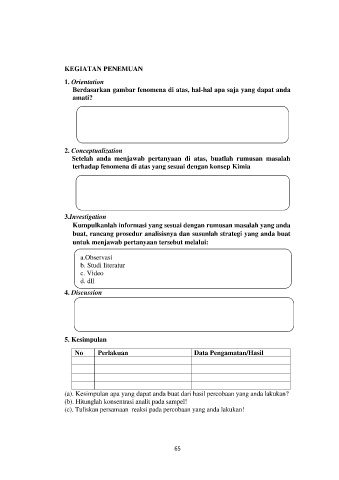 KEGIATAN PENEMUAN
1. Orientation
Berdasarkan gambar fenomena di atas, hal-hal apa saja yang dapat anda
amati?
2. Conceptualization
Setelah anda menjawab pertanyaan di atas, buatlah rumusan masalah
terhadap fenomena di atas yang sesuai dengan konsep Kimia
3.Investigation
Kumpulkanlah informasi yang sesuai dengan rumusan masalah yang anda
buat, rancang prosedur analisisnya dan susunlah strategi yang anda buat
untuk menjawab pertanyaan tersebut melalui:
a.Observasi
b. Studi literatur
c. Video
d. dll
4. Discussion
5. Kesimpulan
No Perlakuan Data Pengamatan/Hasil
(a). Kesimpulan apa yang dapat anda buat dari hasil percobaan yang anda lakukan?
(b). Hitunglah konsentrasi analit pada sampel!
(c). Tuliskan persamaan reaksi pada percobaan yang anda lakukan!
65